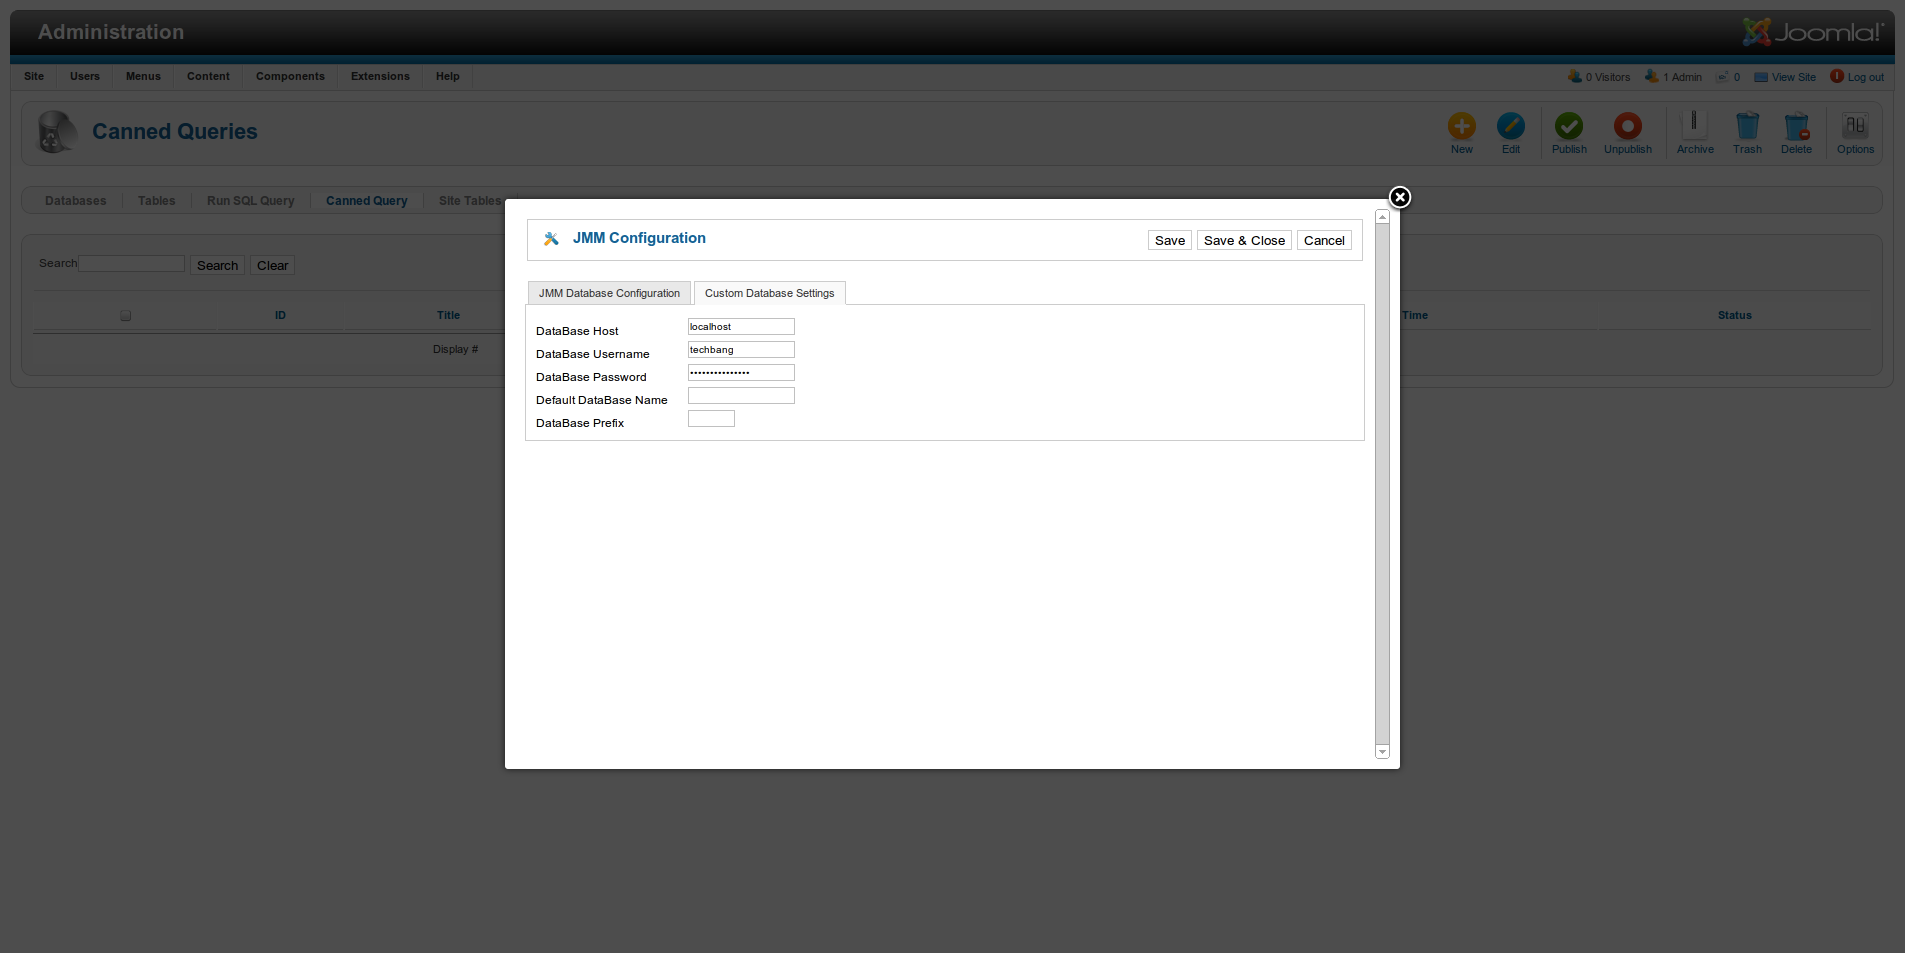 Administration
Joomla!
Site Users Menus Content Components Extensions Help
0 Visitors 1 Admin 0 View Site Log out
Canned Queries
New Edit Publish Unpublish Archive Trash Delete Options
Databases Tables Run SQL Query Canned Query Site Tables
JMM Configuration
Save Save & Close Cancel
Search Search Clear
JMM Database Configuration Custom Database Settings
ID Title Time Status
Display #
DataBase Host localhost
DataBase Username techbang
DataBase Password •••••••••••••••
Default DataBase Name
DataBase Prefix